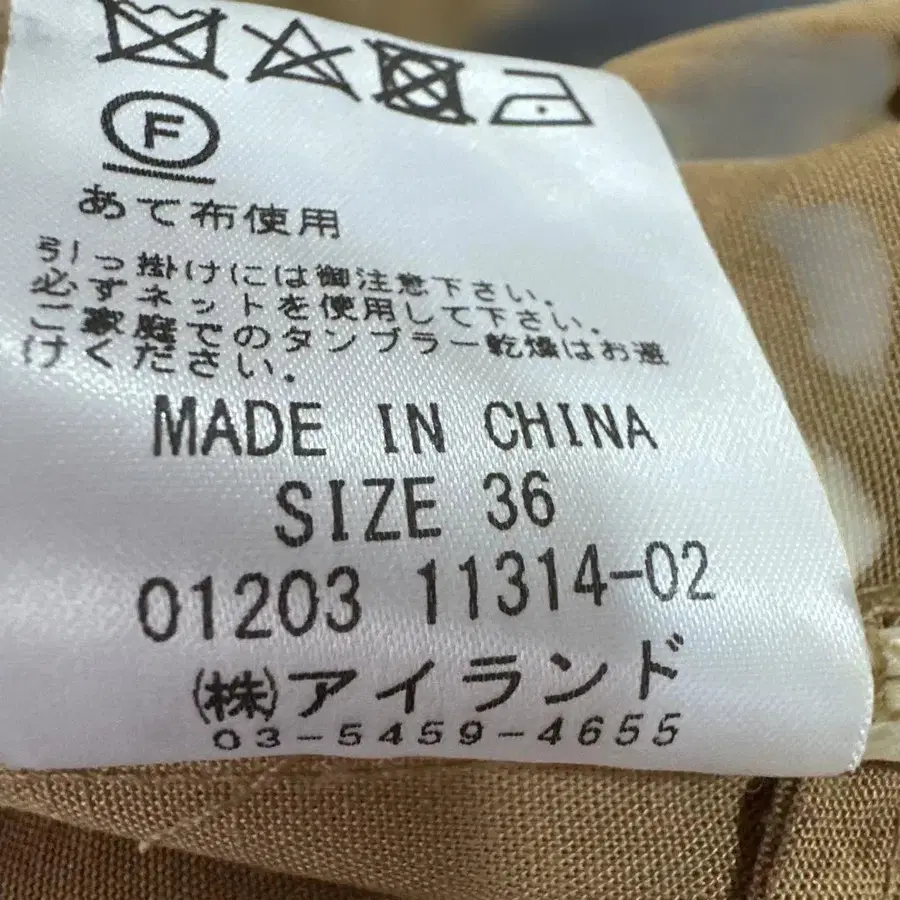 F
あて布使用
引っ掛けには御注意下さい.
必ずネットを使用して下さい.
ご家庭でのタンブラー乾燥はお避
けください.
MADE IN CHINA
SIZE 36
01203 11314-02
(株)アイランド
03-5459-4655